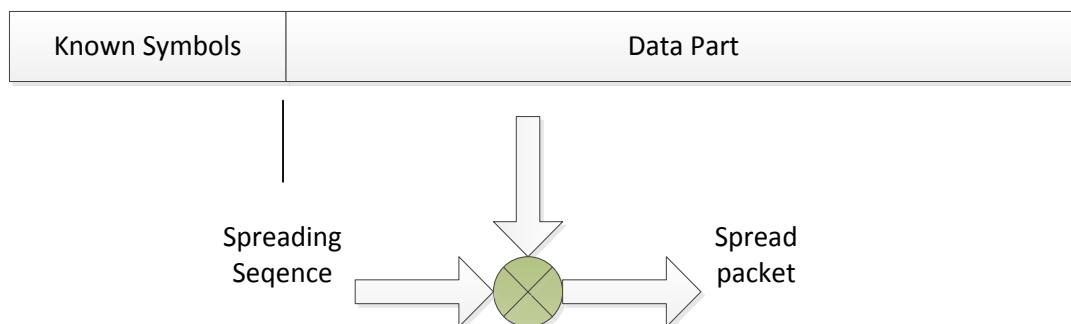 Known Symbols
Data Part
Spreading
Seqence
Spread
packet